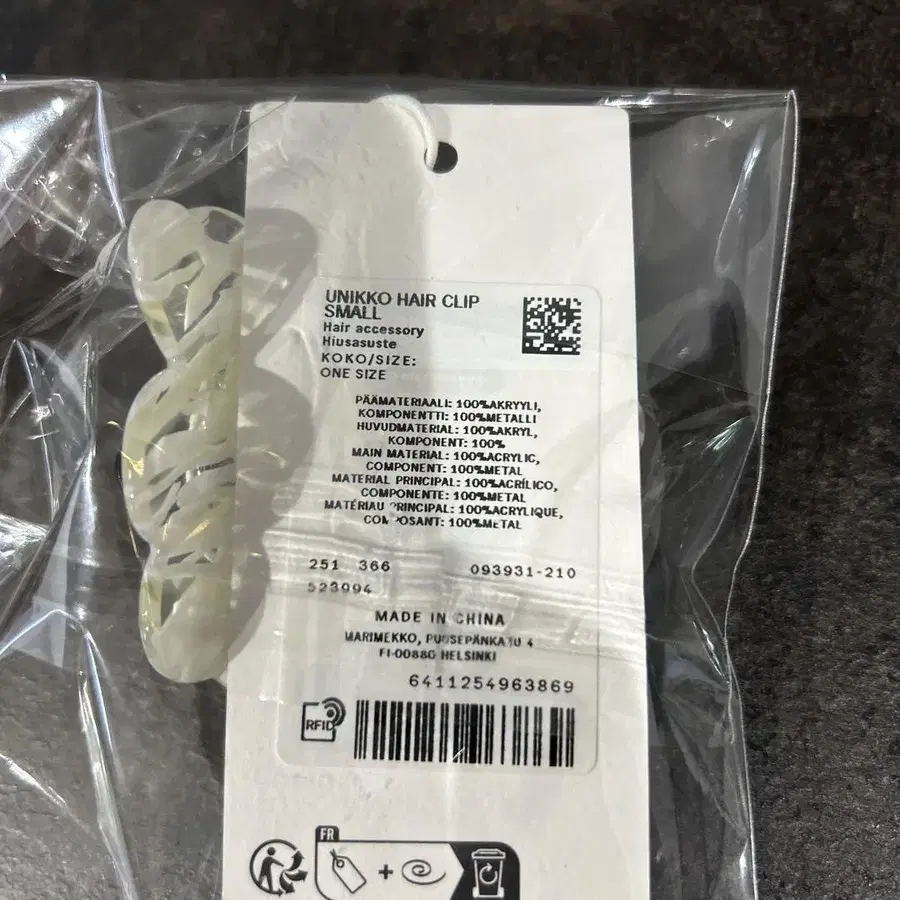 UNIKKO HAIR CLIP
SMALL
Hair accessory
Hiusasuste
KOKO/SIZE:
ONE SIZE
PÄÄMATERIAALI: 100%AKRYYLI,
KOMPONENTTI: 100%METALLI
HUVUDMATERIAL: 100%AKRYL,
KOMPONENT: 100%
MAIN MATERIAL: 100%ACRYLIC,
COMPONENT: 100%METAL
MATERIAL PRINCIPAL: 100%ACRÍLICO,
COMPONENTE: 100%METAL
MATÉRIAU PRINCIPAL: 100%ACRYLIQUE,
COMPOSANT: 100%METAL
251 366 093931-210
523094
MADE IN CHINA
MARIMEKKO, PUUSEPÄNKATU 4
FI-00880 HELSINKI
6411254963869
RFID
FR